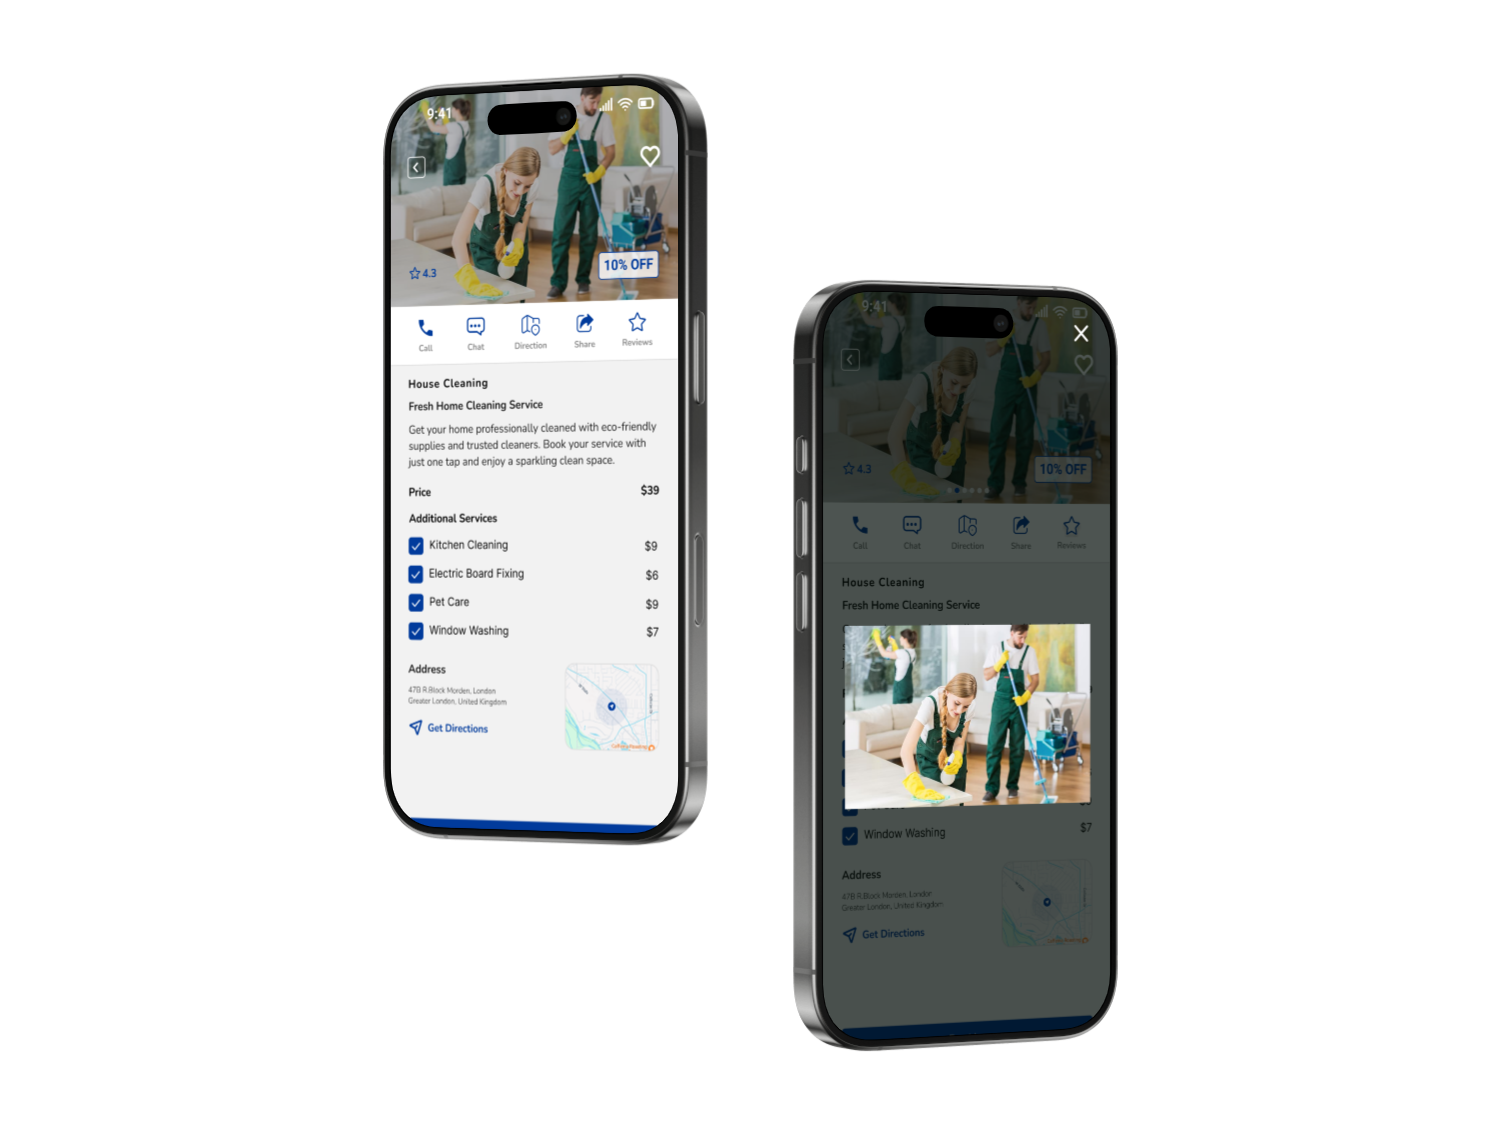 9:41
4.3
10% OFF
Call
Chat
Direction
Share
Reviews
House Cleaning
Fresh Home Cleaning Service
Get your home professionally cleaned with eco-friendly
supplies and trusted cleaners. Book your service with
just one tap and enjoy a sparkling clean space.
Price $39
Additional Services
Kitchen Cleaning $9
Electric Board Fixing $6
Pet Care $9
Window Washing $7
Address
47B R.Block Morden, London
Greater London, United Kingdom
Get Directions
9:41
4.3
10% OFF
Call
Chat
Direction
Share
Reviews
House Cleaning
Fresh Home Cleaning Service
Window Washing $7
Address
47B R.Block Morden, London
Greater London, United Kingdom
Get Directions